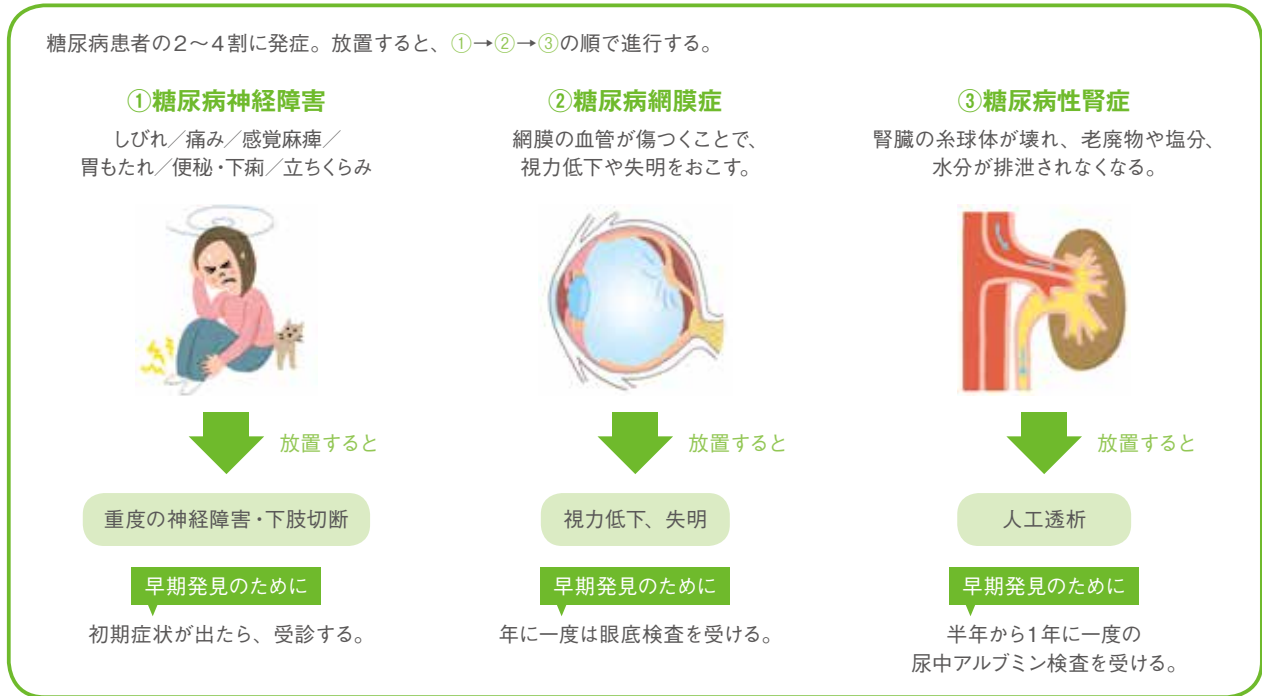 糖尿病患者の2〜4割に発症。放置すると、①→②→③の順で進行する。
①糖尿病神経障害
しびれ／痛み／感覚麻痺／
胃もたれ／便秘・下痢／立ちくらみ
放置すると
重度の神経障害・下肢切断
早期発見のために
初期症状が出たら、受診する。
②糖尿病網膜症
網膜の血管が傷つくことで、
視力低下や失明をおこす。
放置すると
視力低下、失明
早期発見のために
年に一度は眼底検査を受ける。
③糖尿病性腎症
腎臓の糸球体が壊れ、老廃物や塩分、
水分が排泄されなくなる。
放置すると
人工透析
早期発見のために
半年から1年に一度の
尿中アルブミン検査を受ける。